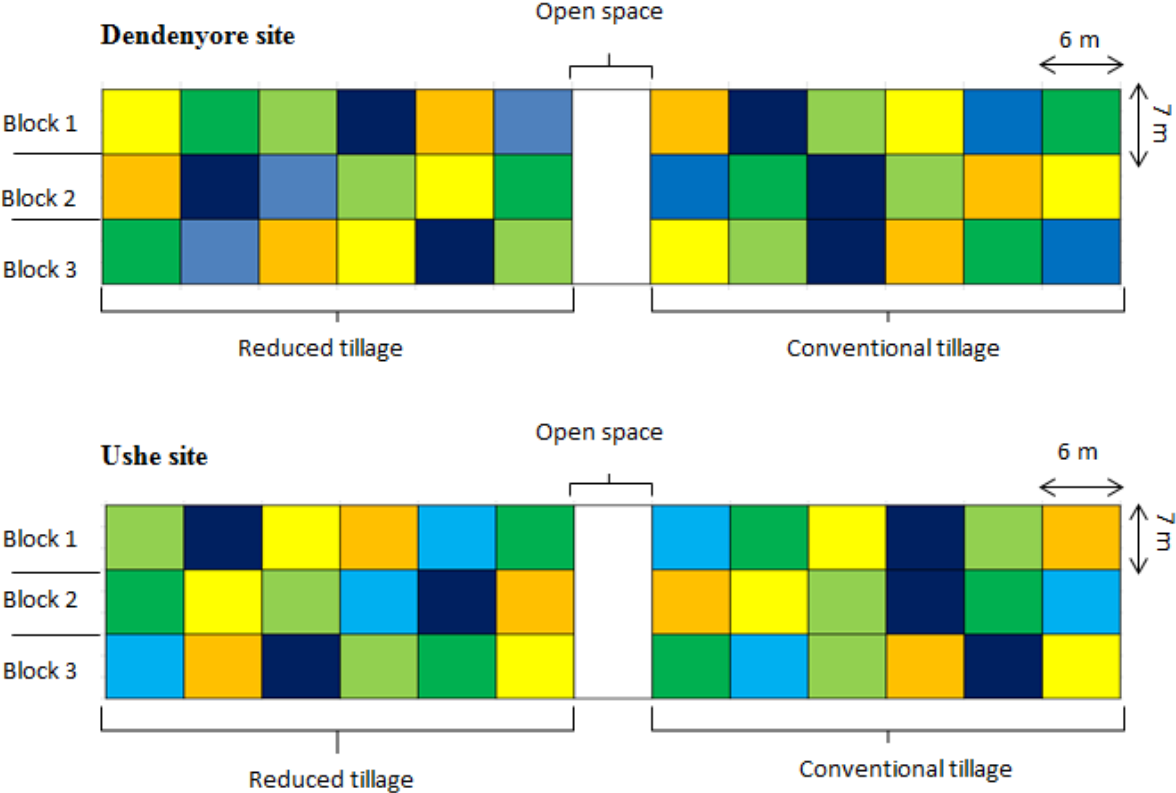 Open space
Dendenyore site
6 m
7 m
Block 1
Block 2
Block 3
Reduced tillage
Conventional tillage
Open space
Ushe site
6 m
7 m
Block 1
Block 2
Block 3
Reduced tillage
Conventional tillage